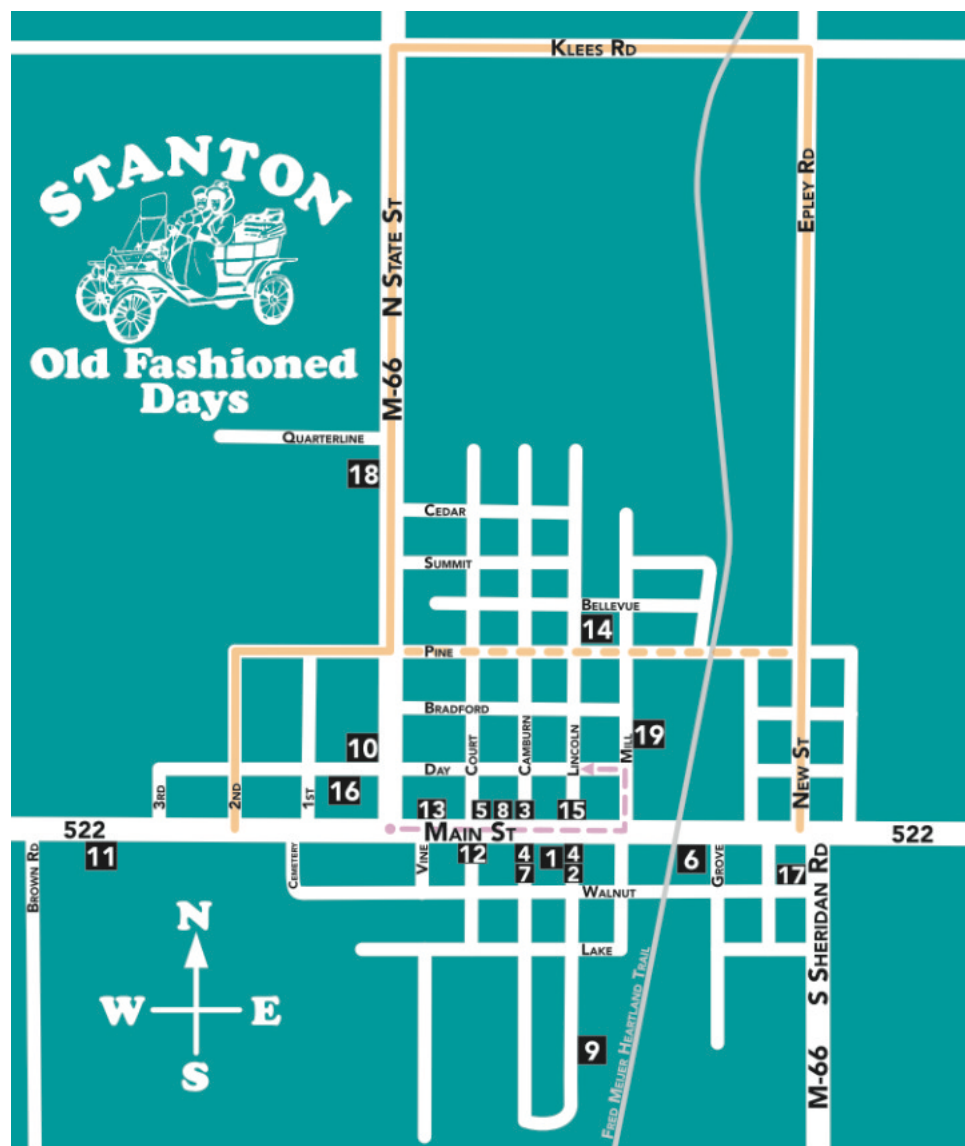 Klees Rd
STANTON
Epley Rd
N State St
Old Fashioned
Days
M-66
Quarterline
18
Cedar
Summit
Bellevue
14
Pine
Bradford
Court
Camburn
Lincoln
Mill
19
10
Day
New St
3rd
2nd
1st
16
13
5
8
3
15
522
Main St
522
11
Cemetery
Vine
12
4
7
1
4
2
6
Grove
17
Brown Rd
Walnut
S Sheridan Rd
N
Lake
W
E
S
9
Fred Meijer Heartland Trail
M-66